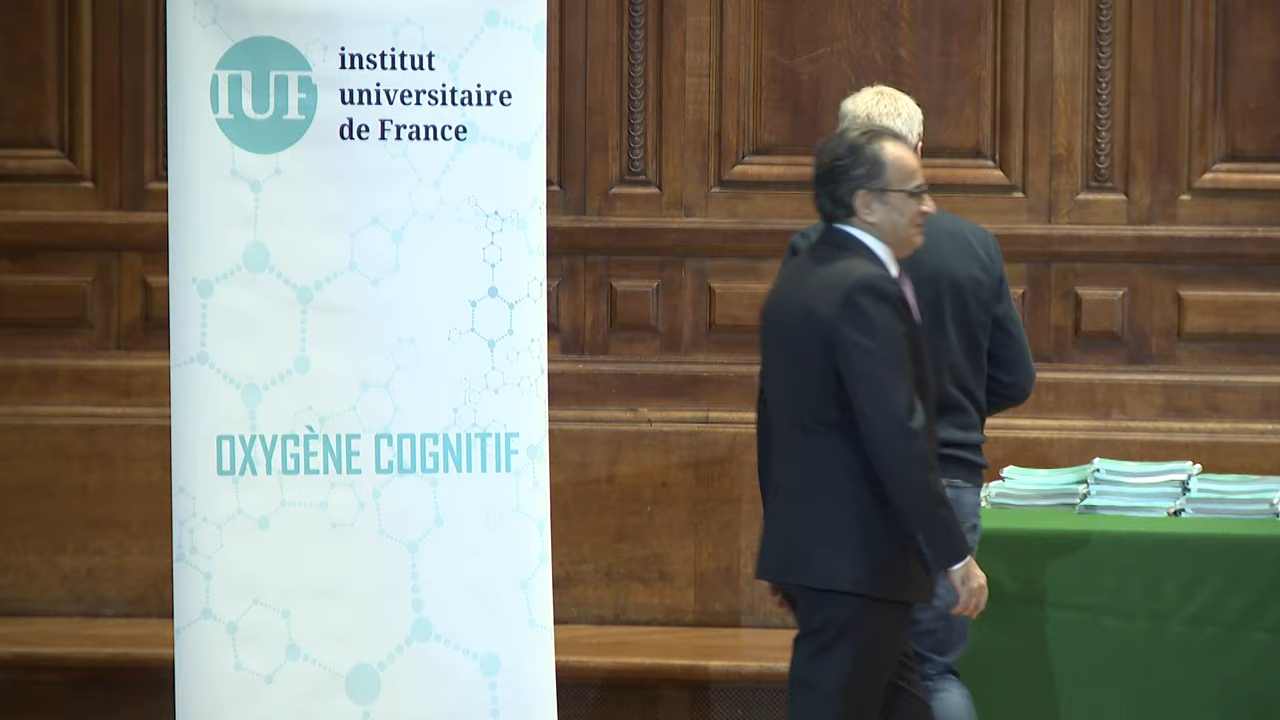 IUF
institut
universitaire
de France
OXYGÈNE COGNITIF